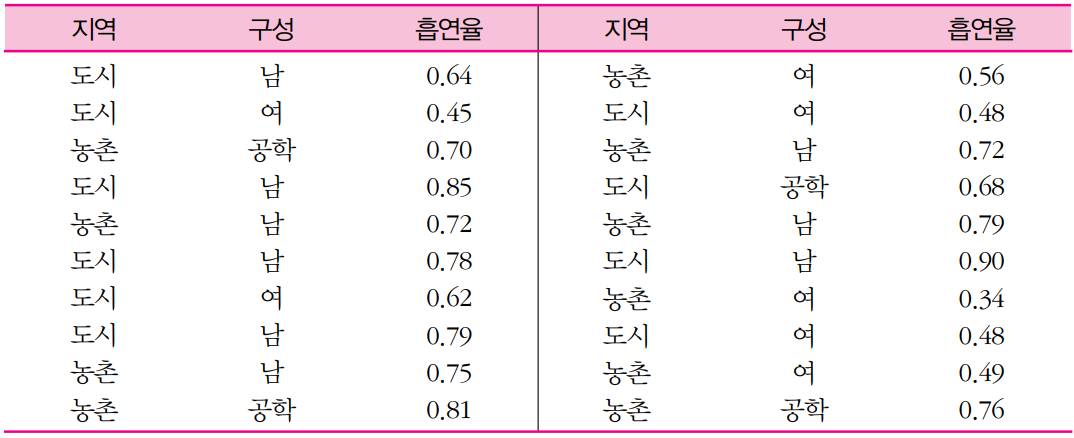 지역 구성 흡연율 지역 구성 흡연율
도시 남 0.64 농촌 여 0.56
도시 여 0.45 도시 여 0.48
농촌 공학 0.70 농촌 남 0.72
도시 남 0.85 도시 공학 0.68
농촌 남 0.72 농촌 남 0.79
도시 남 0.78 도시 남 0.90
도시 여 0.62 농촌 여 0.34
도시 남 0.79 도시 여 0.48
농촌 남 0.75 농촌 여 0.49
농촌 공학 0.81 농촌 공학 0.76